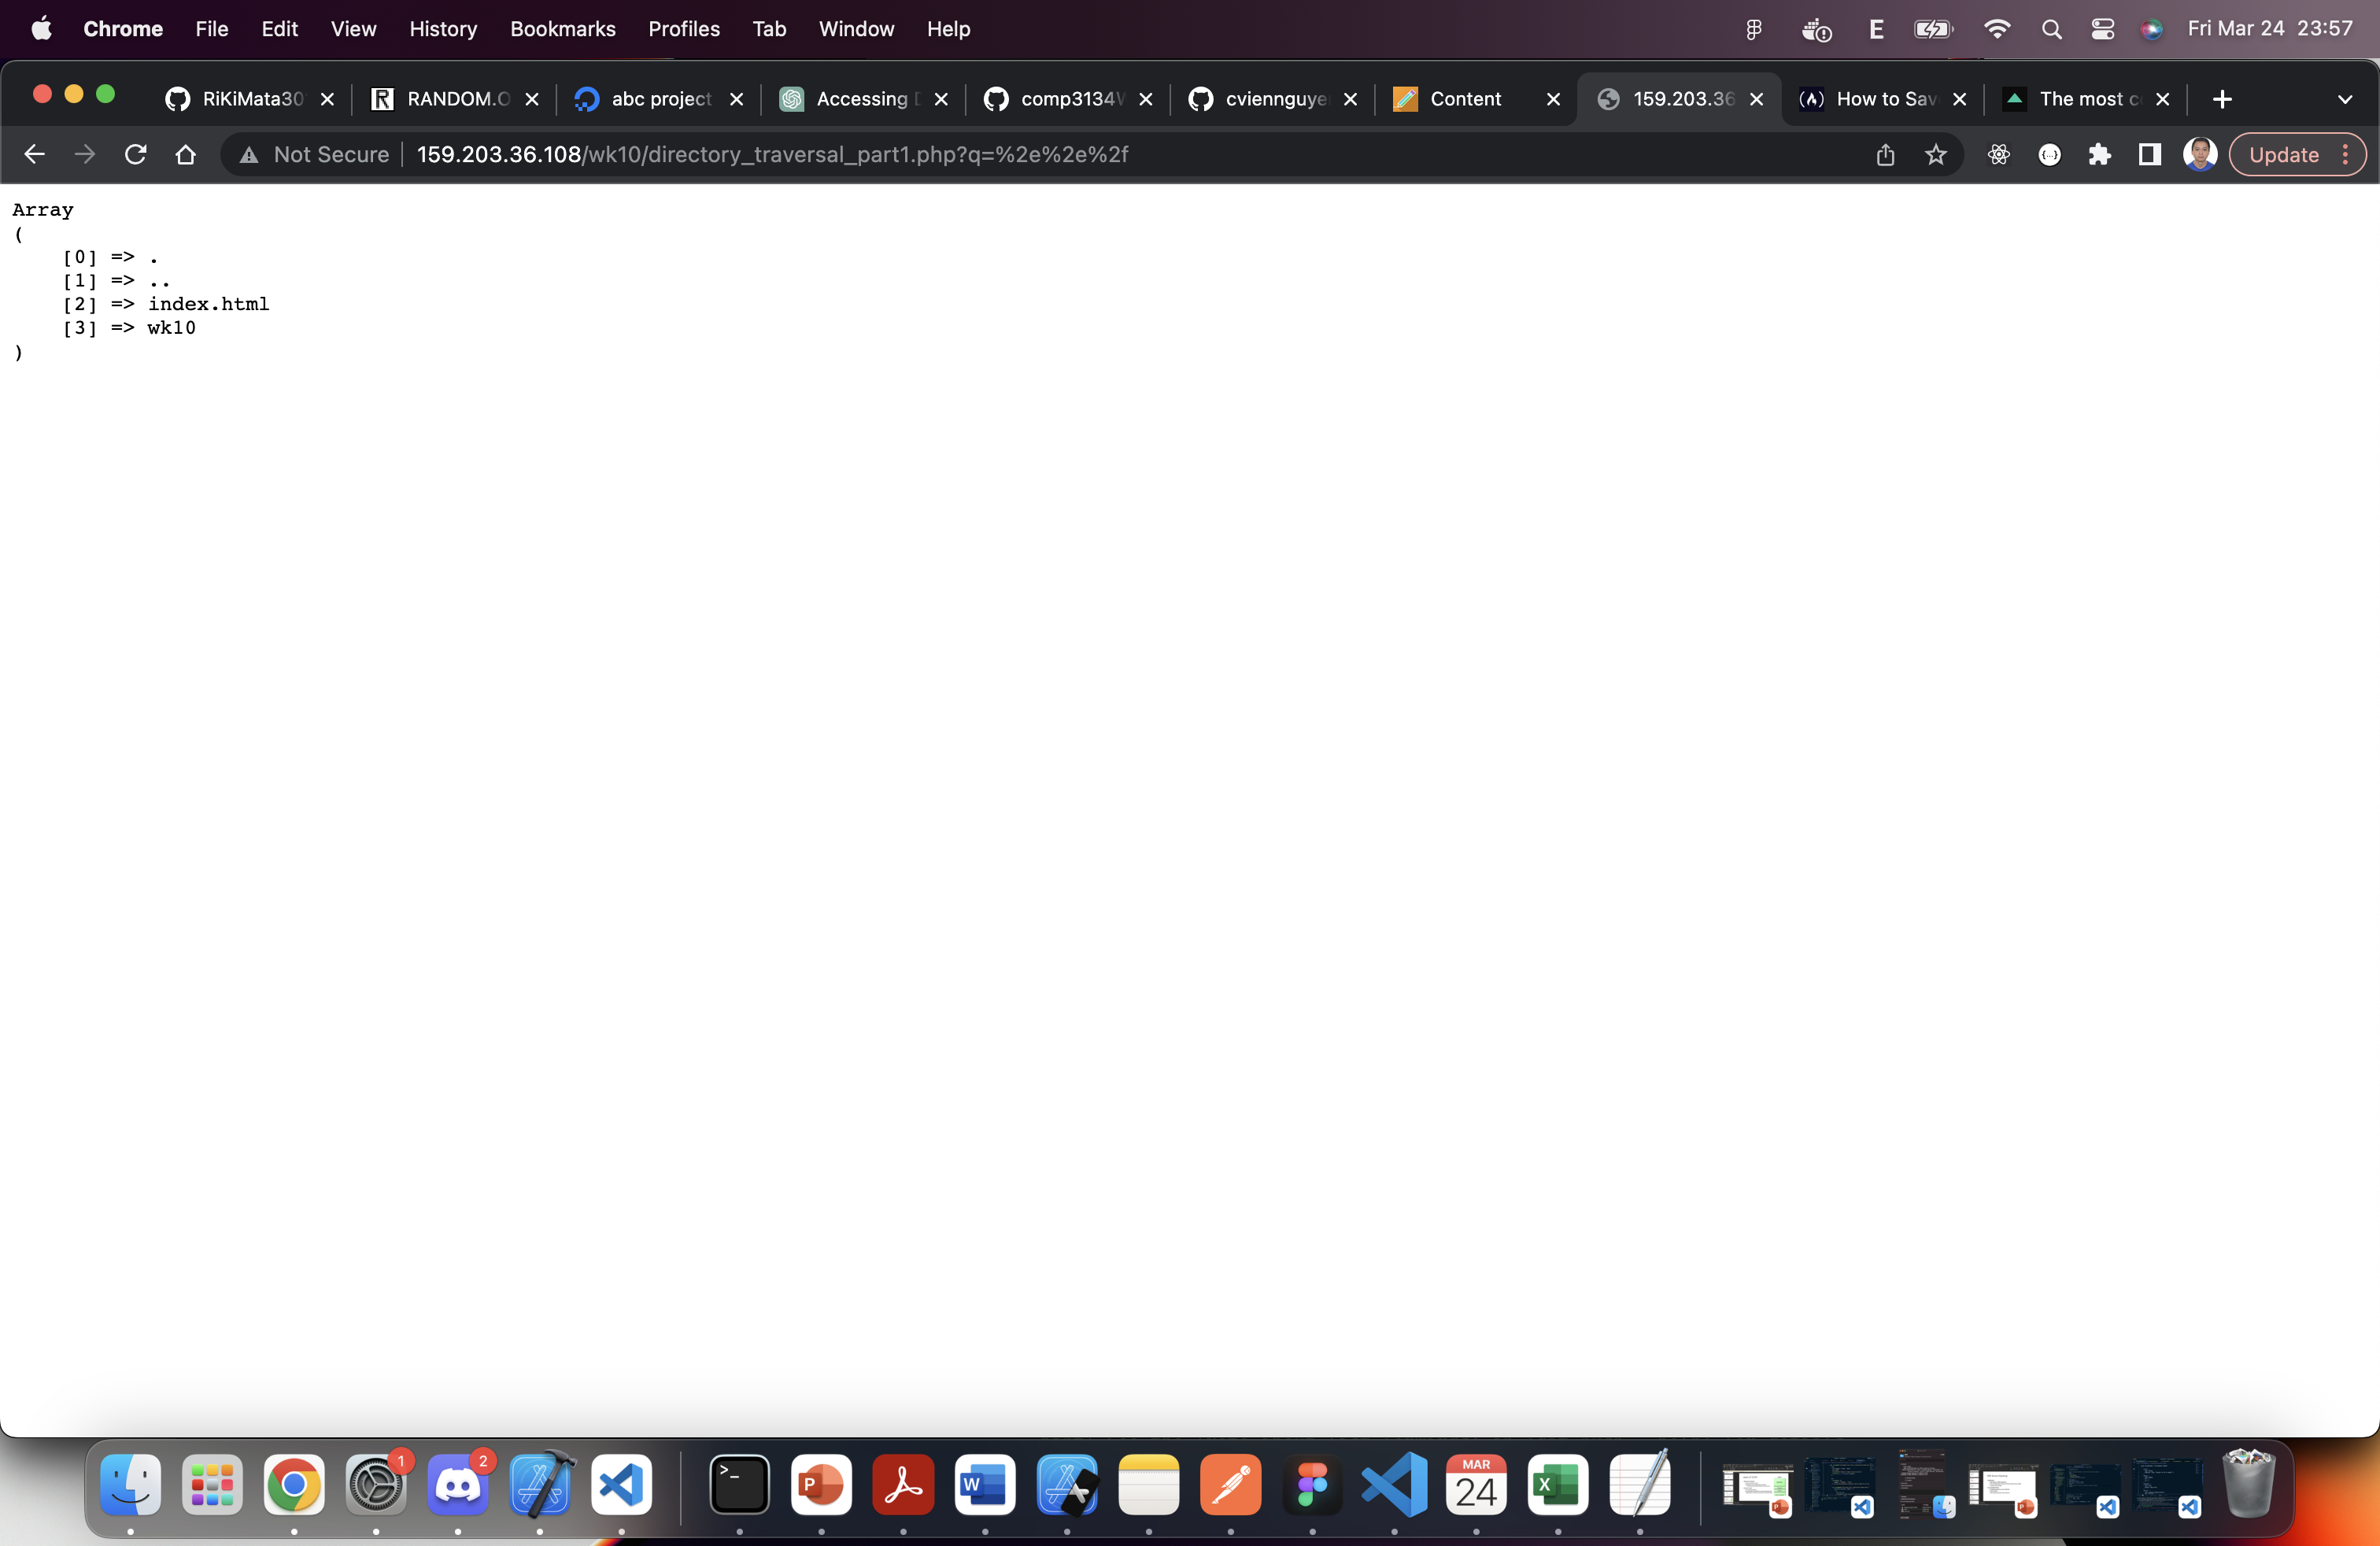 Chrome File Edit View History Bookmarks Profiles Tab Window Help E Fri Mar 24 23:57
RiKiMata30 RANDOM.O abc project Accessing comp3134 cviennguye Content 159.203.36 How to Sav The most c
Not Secure 159.203.36.108/wk10/directory_traversal_part1.php?q=%2e%2e%2f Update
Array
(
[0] => .
[1] => ..
[2] => index.html
[3] => wk10
)
1 2 >_ P W MAR 24 X